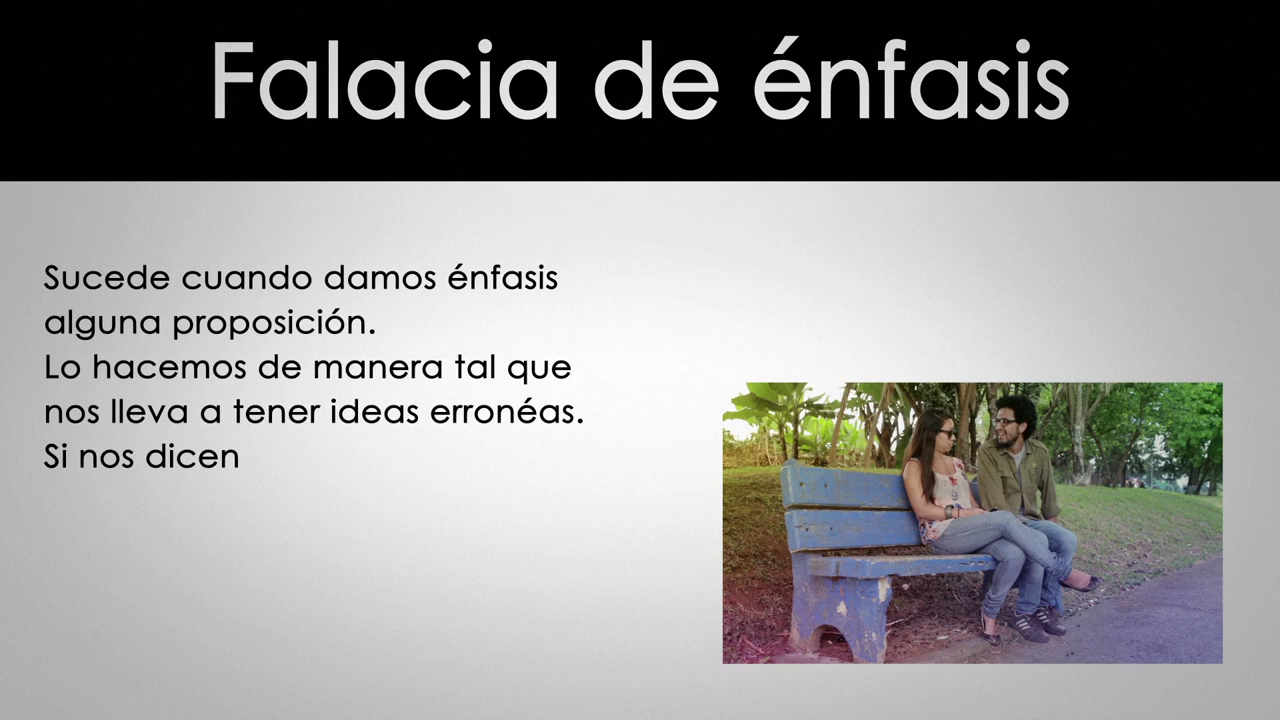 Falacia de énfasis
Sucede cuando damos énfasis
alguna proposición.
Lo hacemos de manera tal que
nos lleva a tener ideas erronéas.
Si nos dicen